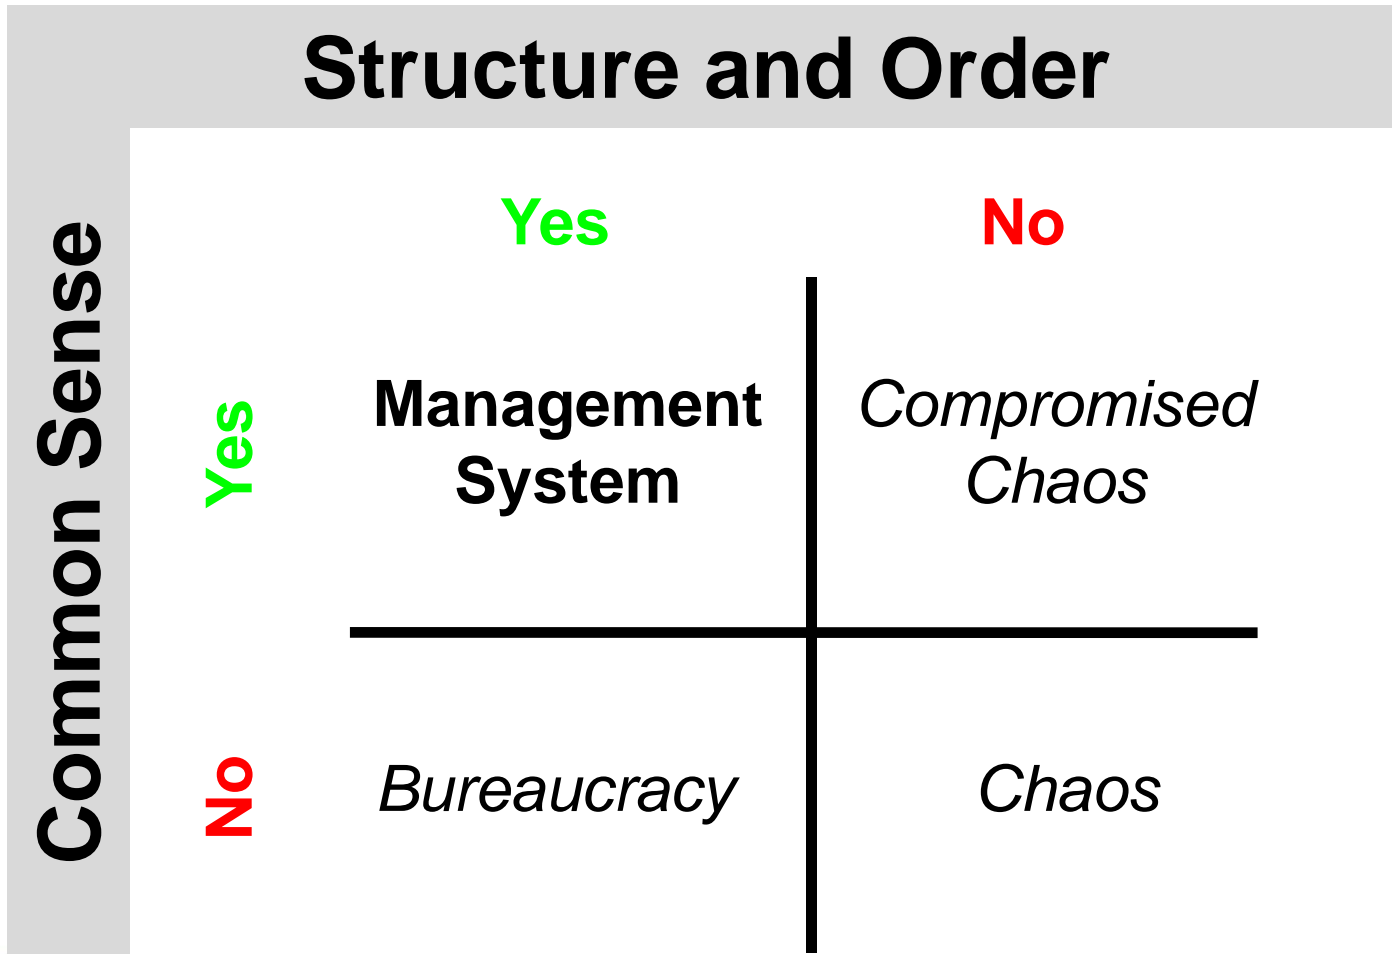 Structure and Order
Common Sense
Yes
No
Yes
Management
System
Compromised
Chaos
No
Bureaucracy
Chaos